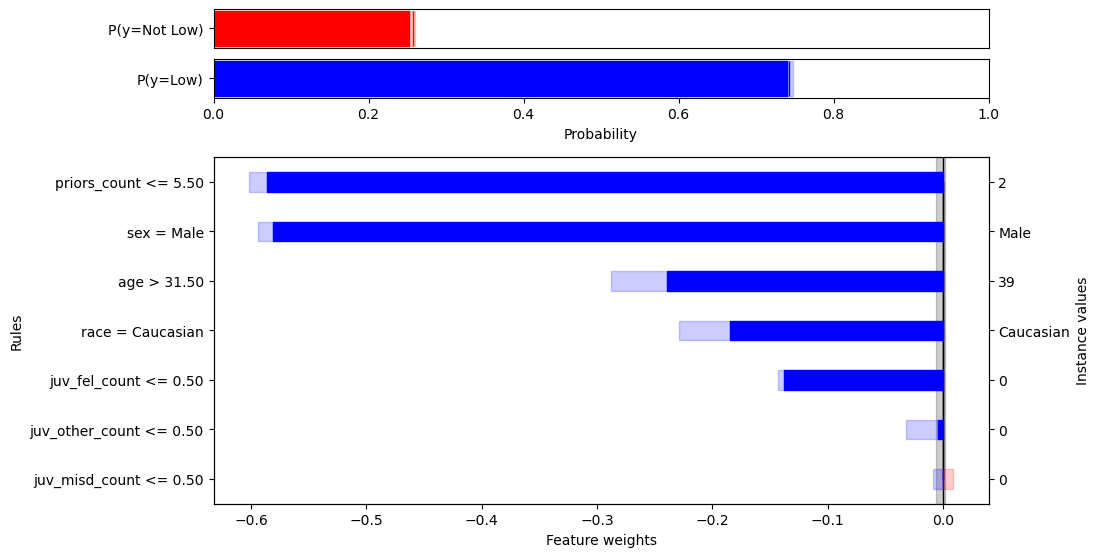 P(y=Not Low)
P(y=Low)
0.0 0.2 0.4 0.6 0.8 1.0
Probability
priors_count <= 5.50 2
sex = Male Male
age > 31.50 39
race = Caucasian Caucasian
juv_fel_count <= 0.50 0
juv_other_count <= 0.50 0
juv_misd_count <= 0.50 0
Rules
Instance values
−0.6 −0.5 −0.4 −0.3 −0.2 −0.1 0.0
Feature weights